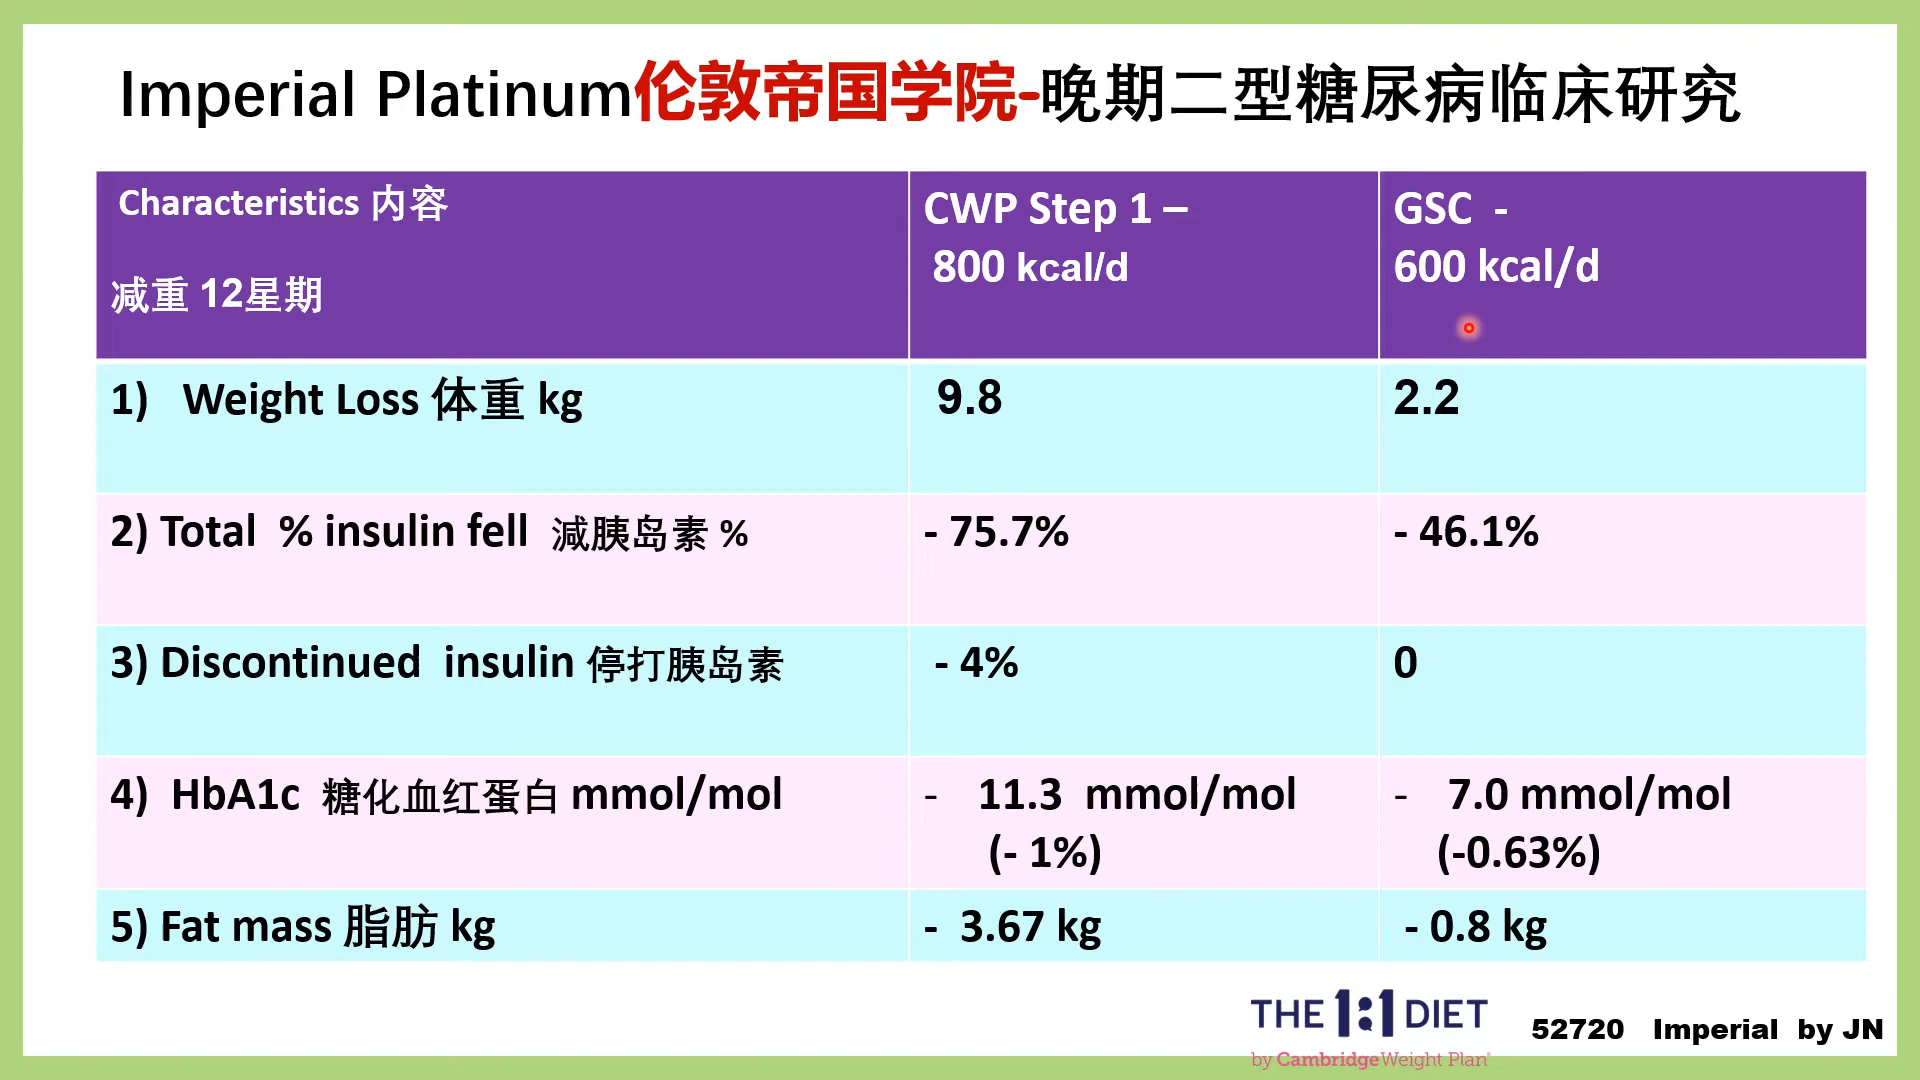 Imperial Platinum伦敦帝国学院-晚期二型糖尿病临床研究
Characteristics 内容
减重 12星期
CWP Step 1 –
800 kcal/d
GSC -
600 kcal/d
1) Weight Loss 体重 kg
9.8
2.2
2) Total % insulin fell 減胰岛素 %
- 75.7%
- 46.1%
3) Discontinued insulin 停打胰岛素
- 4%
0
4) HbA1c 糖化血红蛋白 mmol/mol
- 11.3 mmol/mol
(- 1%)
- 7.0 mmol/mol
(-0.63%)
5) Fat mass 脂肪 kg
- 3.67 kg
- 0.8 kg
THE 1:1 DIET
by Cambridge Weight Plan®
52720 Imperial by JN